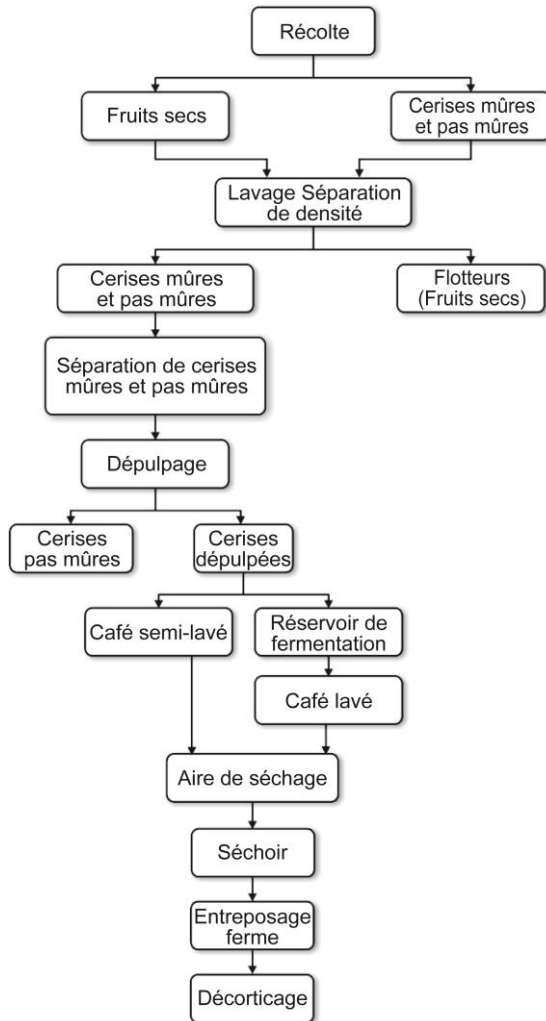 Récolte
Fruits secs
Cerises mûres
et pas mûres
Lavage Séparation
de densité
Cerises mûres
et pas mûres
Flotteurs
(Fruits secs)
Séparation de cerises
mûres et pas mûres
Dépulpage
Cerises
pas mûres
Cerises
dépulpées
Café semi-lavé
Réservoir de
fermentation
Café lavé
Aire de séchage
Séchoir
Entreposage
ferme
Décorticage